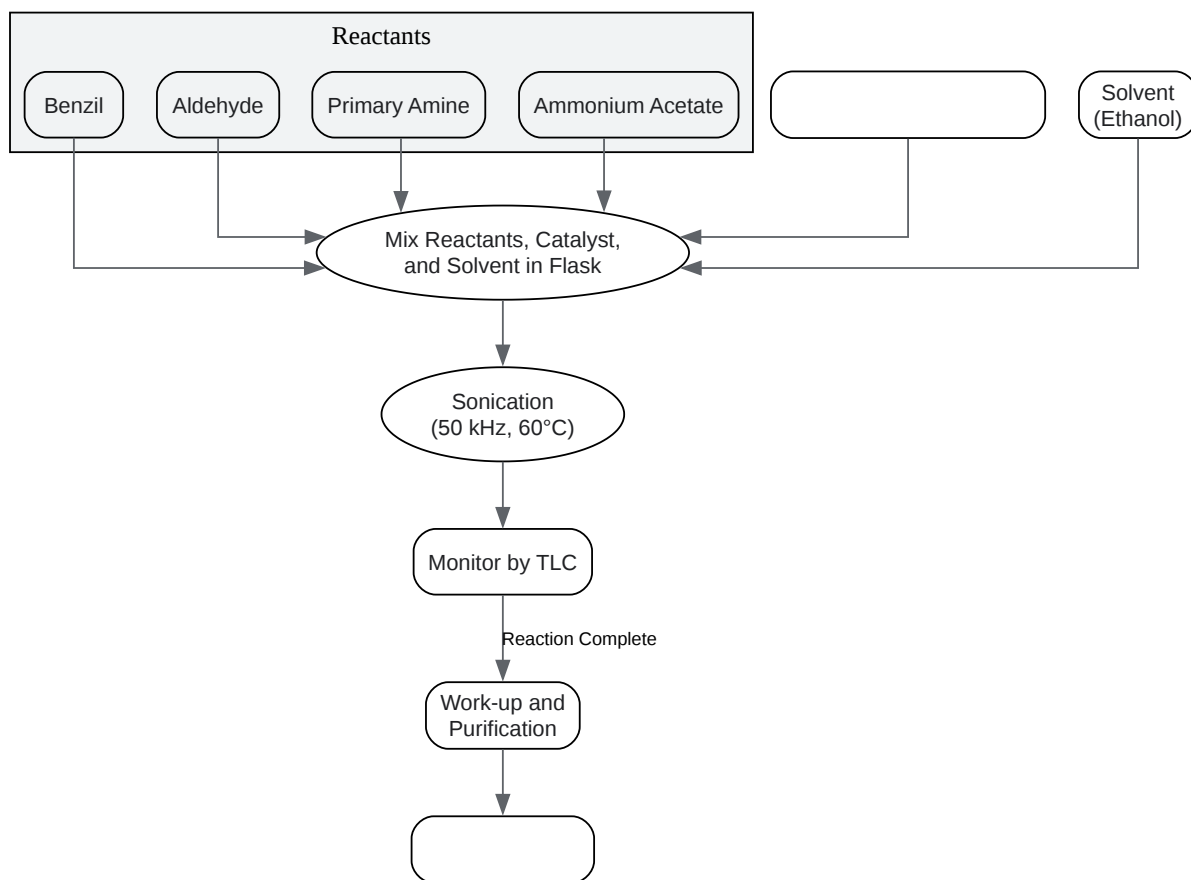 Reactants
Benzil
Aldehyde
Primary Amine
Ammonium Acetate
Solvent
(Ethanol)
Mix Reactants, Catalyst,
and Solvent in Flask
Sonication
(50 kHz, 60°C)
Monitor by TLC
Reaction Complete
Work-up and
Purification